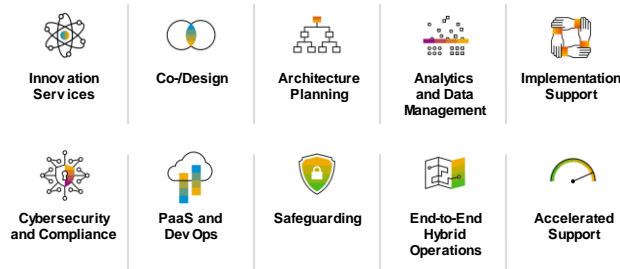 Innovation
Services
Co-/Design
Architecture
Planning
Analytics
and Data
Management
Implementation
Support
Cybersecurity
and Compliance
PaaS and
DevOps
Safeguarding
End-to-End
Hybrid
Operations
Accelerated
Support